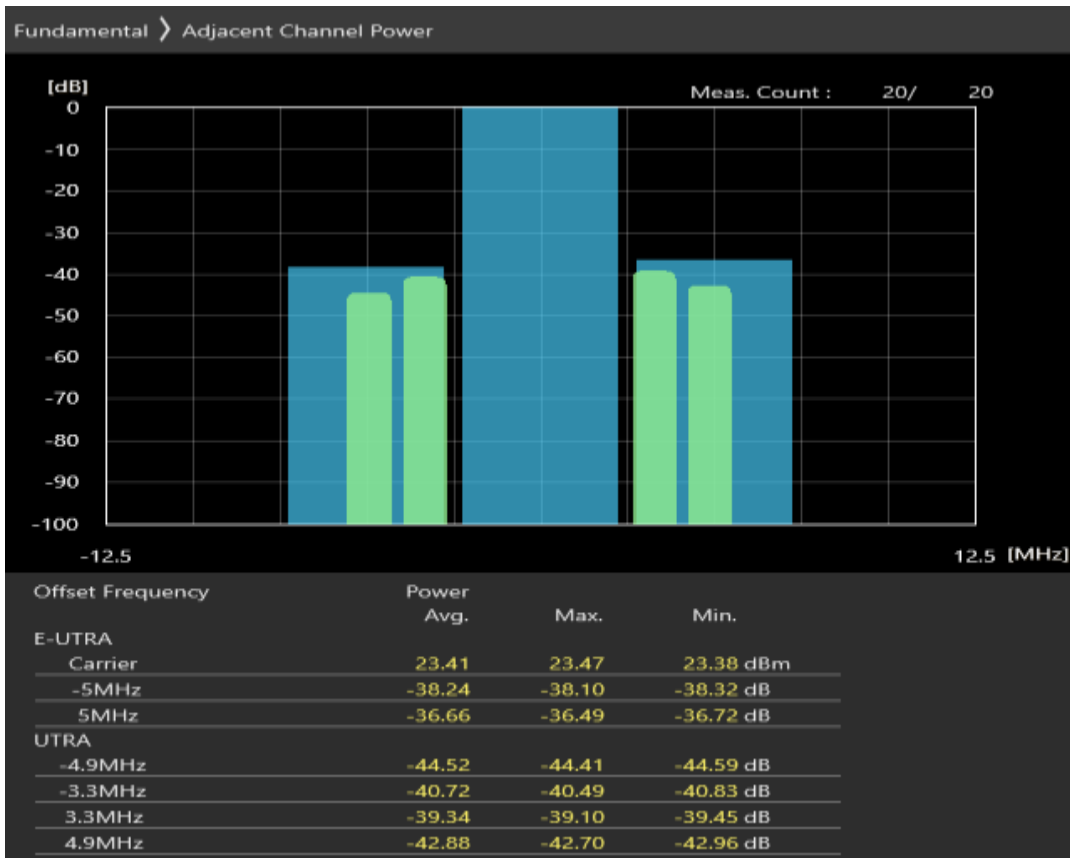 Fundamental ❯ Adjacent Channel Power
[dB]
Meas. Count : 20/ 20
0
-10
-20
-30
-40
-50
-60
-70
-80
-90
-100
-12.5 12.5 [MHz]
Offset Frequency Power
Avg. Max. Min.
E-UTRA
Carrier 23.41 23.47 23.38 dBm
-5MHz -38.24 -38.10 -38.32 dB
5MHz -36.66 -36.49 -36.72 dB
UTRA
-4.9MHz -44.52 -44.41 -44.59 dB
-3.3MHz -40.72 -40.49 -40.83 dB
3.3MHz -39.34 -39.10 -39.45 dB
4.9MHz -42.88 -42.70 -42.96 dB